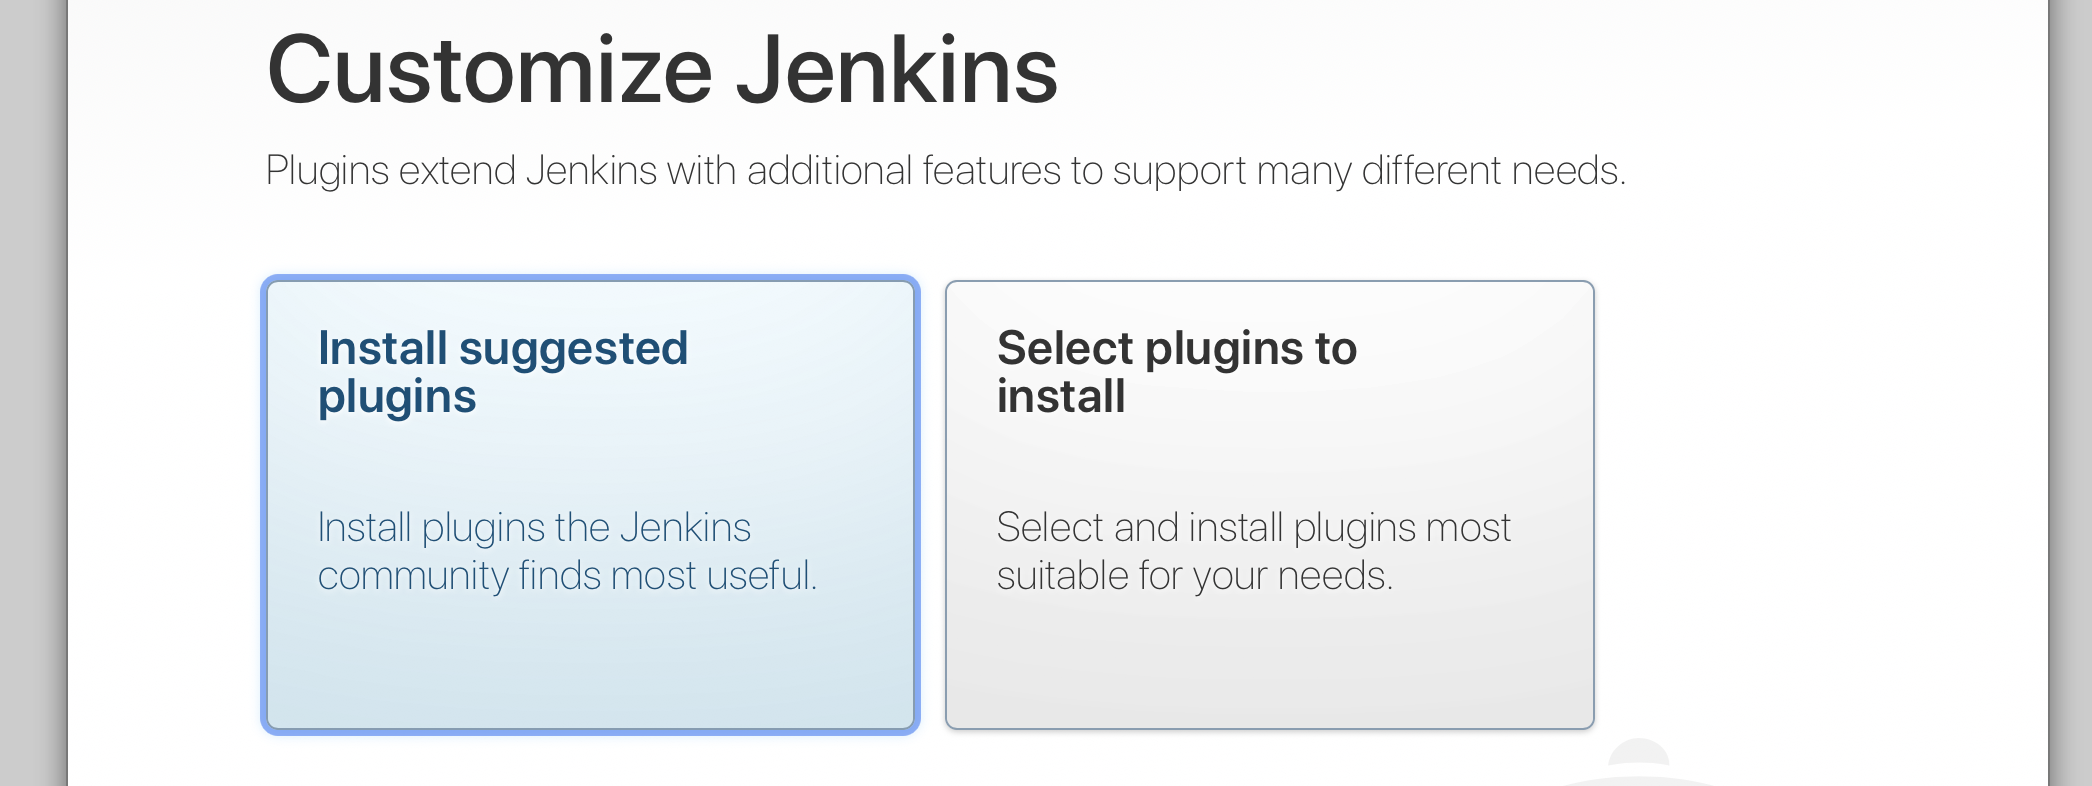 Customize Jenkins
Plugins extend Jenkins with additional features to support many different needs.
Install suggested
plugins
Install plugins the Jenkins
community finds most useful.
Select plugins to
install
Select and install plugins most
suitable for your needs.